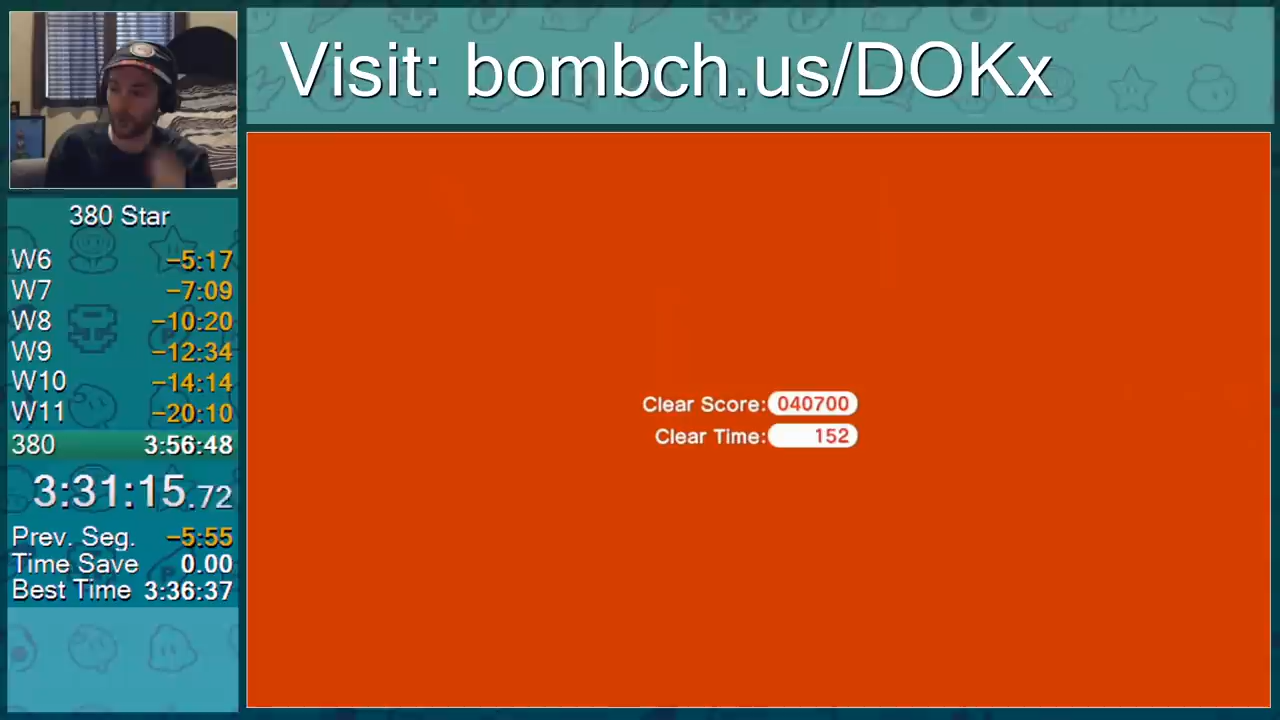 Visit: bombch.us/DOKx
380 Star
W6 -5:17
W7 -7:09
W8 -10:20
W9 -12:34
W10 -14:14
W11 -20:10
380 3:56:48
3:31:15.72
Prev. Seg. -5:55
Time Save 0.00
Best Time 3:36:37
Clear Score: 040700
Clear Time: 152